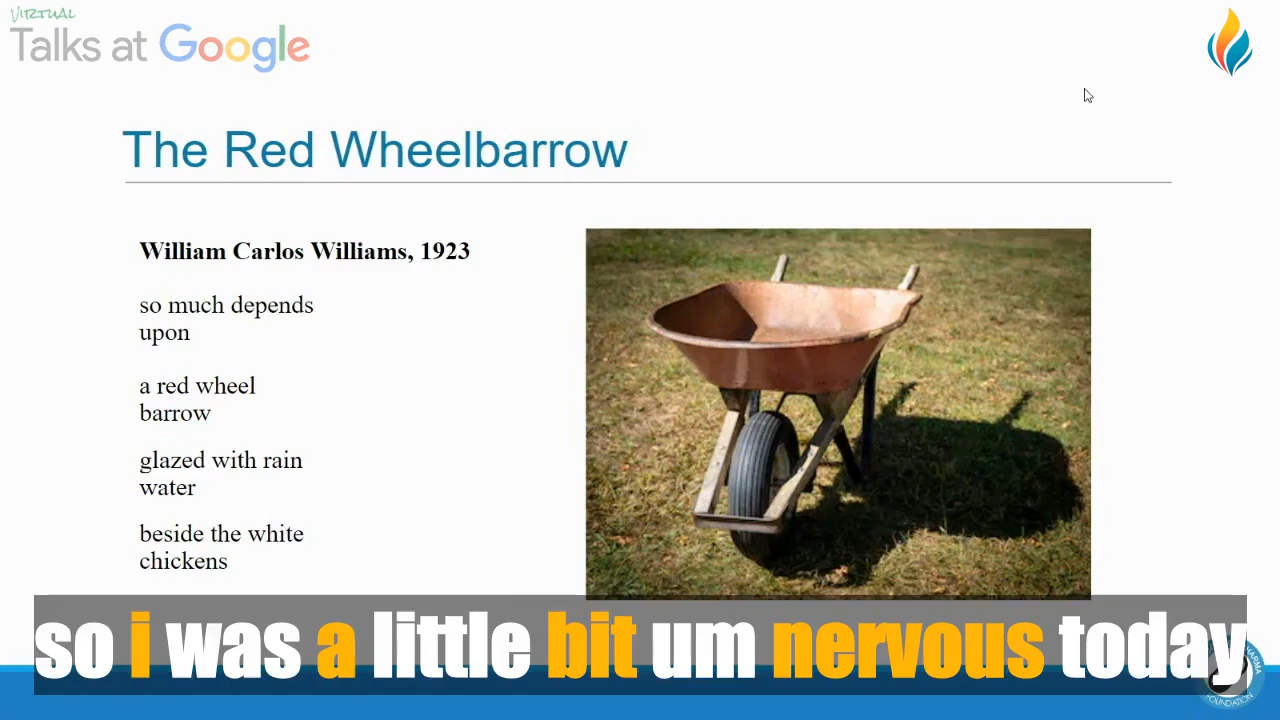 Virtual
Talks at Google
The Red Wheelbarrow
William Carlos Williams, 1923
so much depends
upon
a red wheel
barrow
glazed with rain
water
beside the white
chickens
so i was a little bit um nervous today
FOUNDATION